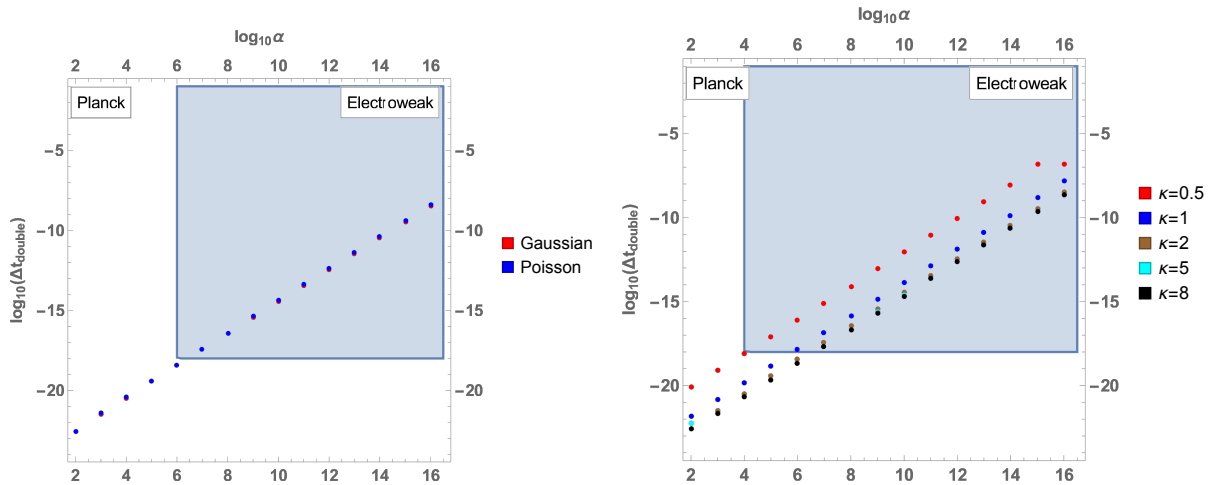 log₁₀α
2 4 6 8 10 12 14 16
Planck
Electroweak
−5 −5
−10 −10
−15 −15
−20 −20
log₁₀(Δt_double)
2 4 6 8 10 12 14 16
Gaussian
Poisson
log₁₀α
2 4 6 8 10 12 14 16
Planck
Electroweak
−5 −5
−10 −10
−15 −15
−20 −20
log₁₀(Δt_double)
2 4 6 8 10 12 14 16
κ=0.5
κ=1
κ=2
κ=5
κ=8